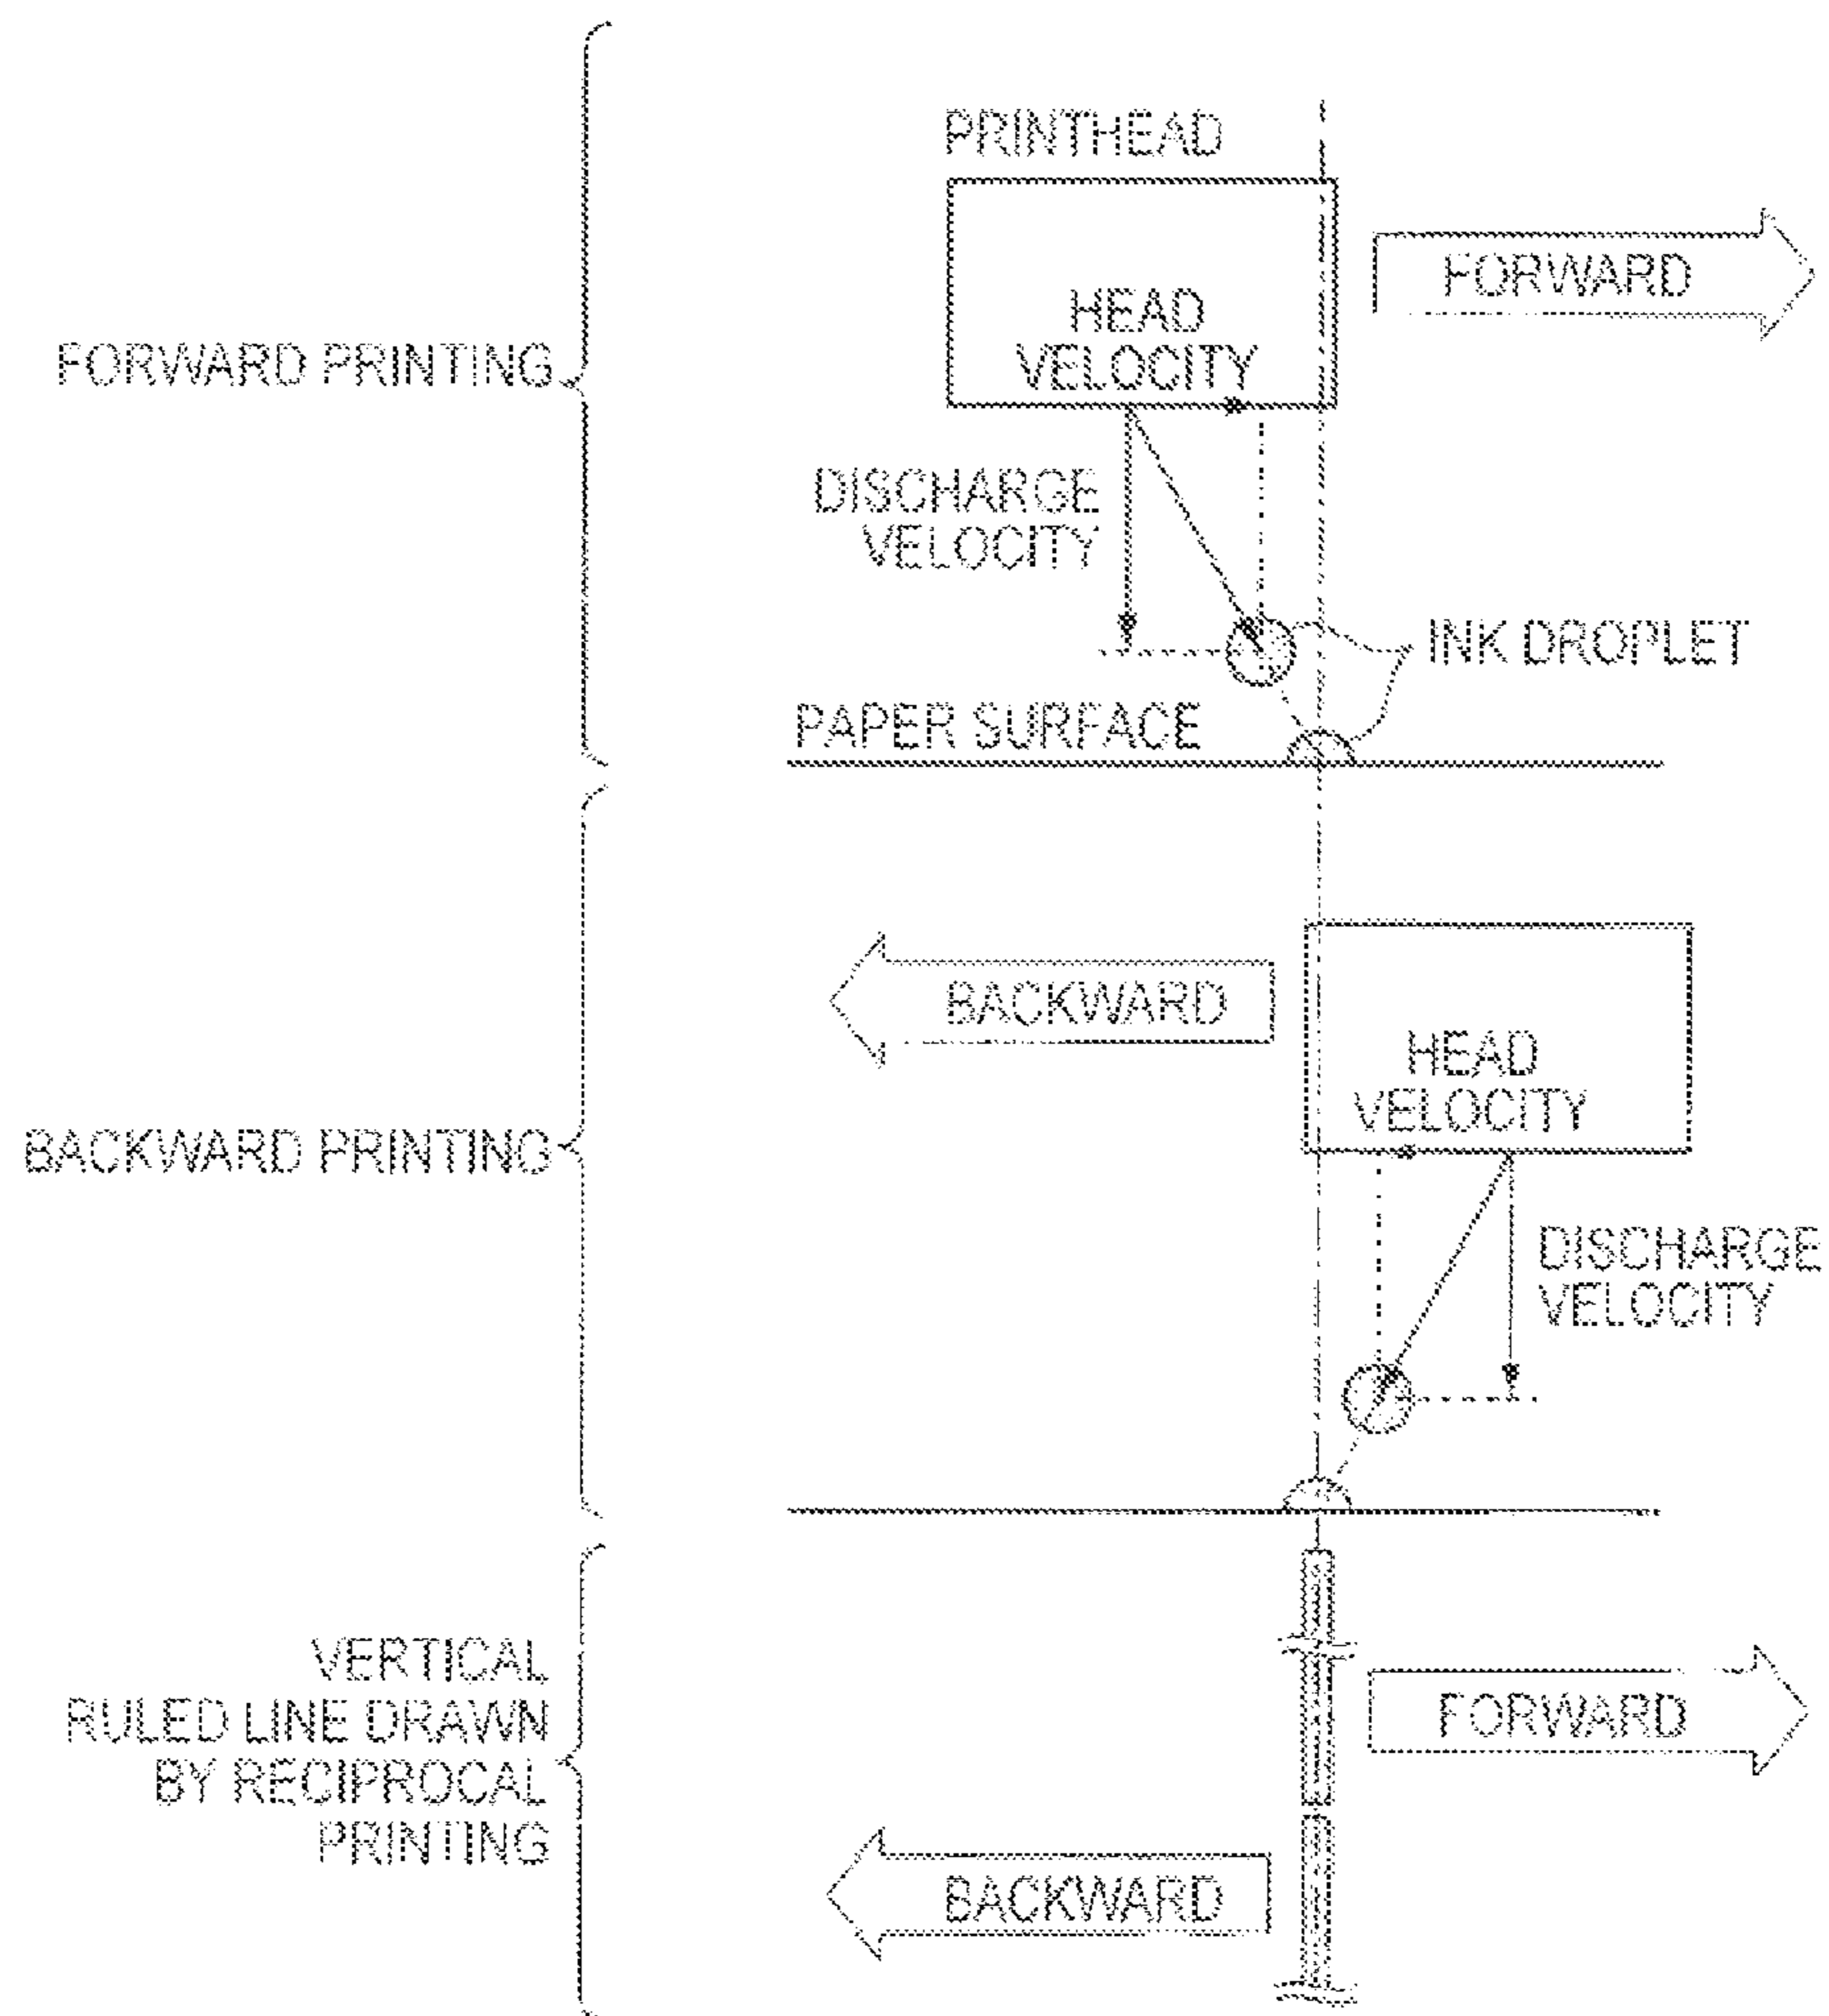 PRINTHEAD
FORWARD
HEAD
VELOCITY
FORWARD PRINTING
DISCHARGE
VELOCITY
INK DROPLET
PAPER SURFACE
BACKWARD
HEAD
VELOCITY
BACKWARD PRINTING
DISCHARGE
VELOCITY
VERTICAL
RULED LINE DRAWN
BY RECIPROCAL
PRINTING
FORWARD
BACKWARD